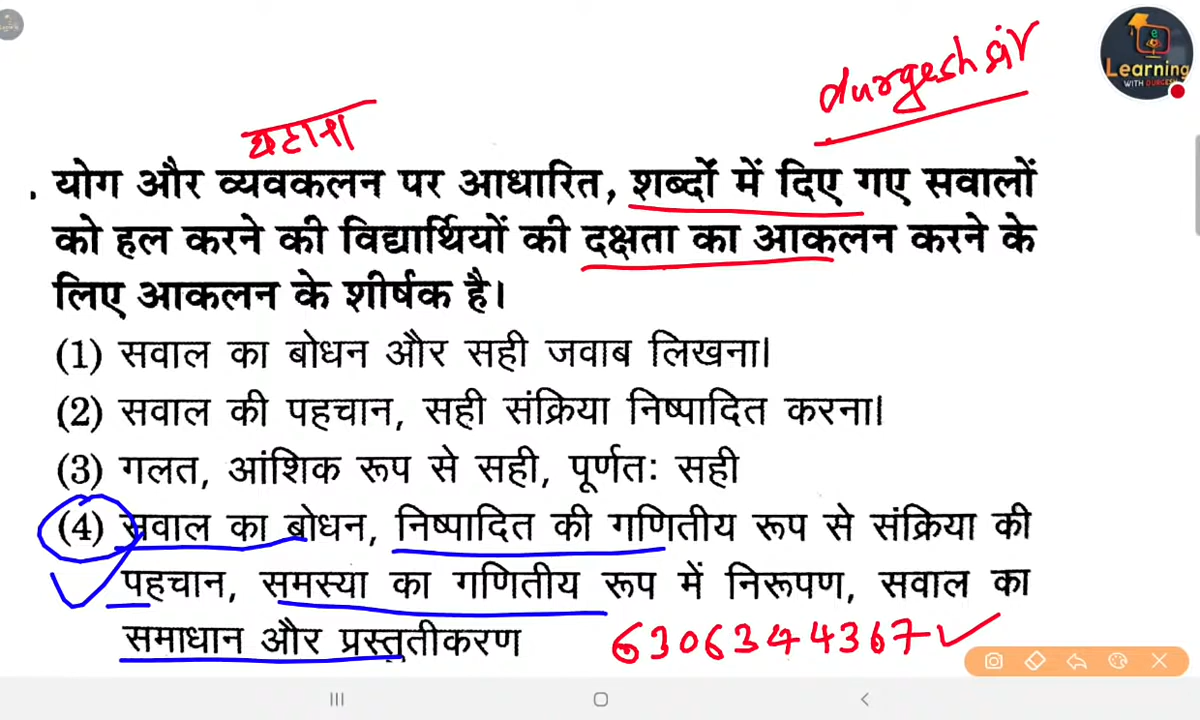 durgesh sir
e
Learning
WITH DURGESH
घटाना
. योग और व्यवकलन पर आधारित, शब्दों में दिए गए सवालों
को हल करने की विद्यार्थियों की दक्षता का आकलन करने के
लिए आकलन के शीर्षक है।
(1) सवाल का बोधन और सही जवाब लिखना।
(2) सवाल की पहचान, सही संक्रिया निष्पादित करना।
(3) गलत, आंशिक रूप से सही, पूर्णतः सही
(4) सवाल का बोधन, निष्पादित की गणितीय रूप से संक्रिया की
पहचान, समस्या का गणितीय रूप में निरूपण, सवाल का
समाधान और प्रस्तुतीकरण
6306344367